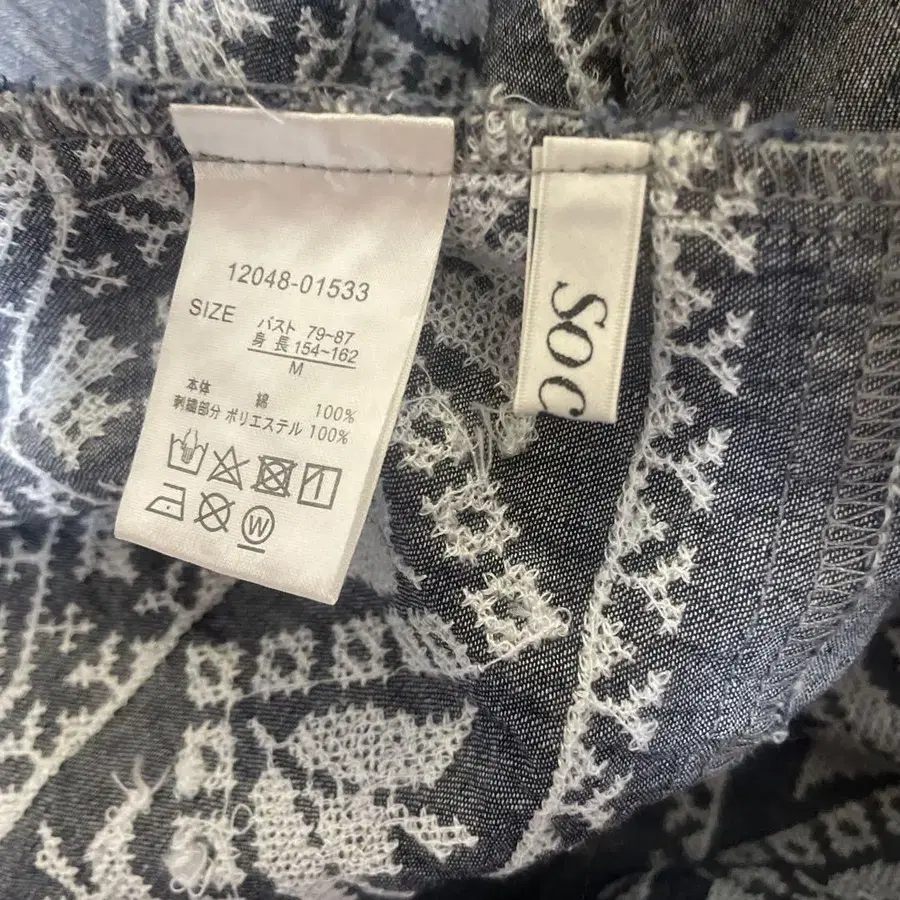 12048-01533
SIZE
バスト 79~87
身長 154~162
M
本体 綿 100%
刺繍部分 ポリエステル 100%
W
soc